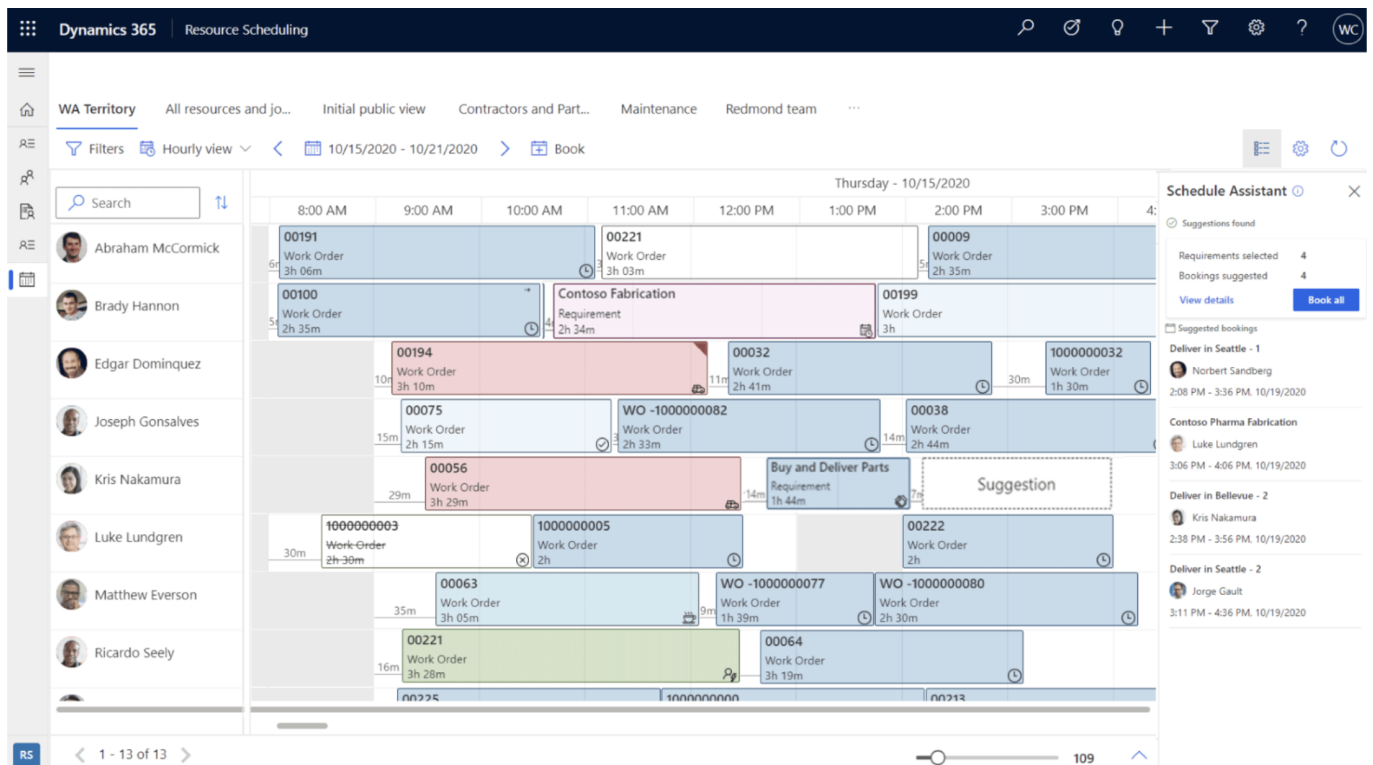 Dynamics 365
Resource Scheduling
WC
WA Territory
All resources and jo...
Initial public view
Contractors and Part...
Maintenance
Redmond team
...
Filters
Hourly view
10/15/2020 - 10/21/2020
Book
Search
Thursday - 10/15/2020
8:00 AM
9:00 AM
10:00 AM
11:00 AM
12:00 PM
1:00 PM
2:00 PM
3:00 PM
4:
Abraham McCormick
00191
Work Order
3h 06m
00221
Work Order
3h 03m
00009
Work Order
2h 35m
Brady Hannon
00100
Work Order
2h 35m
Contoso Fabrication
Requirement
2h 34m
00199
Work Order
3h
Edgar Dominquez
10m
00194
Work Order
3h 10m
11m
00032
Work Order
2h 41m
30m
1000000032
Work Order
1h 30m
Joseph Gonsalves
15m
00075
Work Order
2h 15m
WO -1000000082
Work Order
2h 33m
14m
00038
Work Order
2h 44m
Kris Nakamura
29m
00056
Work Order
3h 29m
14m
Buy and Deliver Parts
Requirement
1h 44m
Suggestion
Luke Lundgren
30m
1000000003
Work Order
2h 30m
1000000005
Work Order
2h
00222
Work Order
2h
Matthew Everson
35m
00063
Work Order
3h 05m
9m
WO -1000000077
Work Order
1h 39m
WO -1000000080
Work Order
2h 30m
Ricardo Seely
16m
00221
Work Order
3h 28m
00064
Work Order
3h 19m
00225
1000000000
00213
Schedule Assistant
Suggestions found
Requirements selected 4
Bookings suggested 4
View details
Book all
Suggested bookings
Deliver in Seattle - 1
Norbert Sandberg
2:08 PM - 3:36 PM. 10/19/2020
Contoso Pharma Fabrication
Luke Lundgren
3:06 PM - 4:06 PM. 10/19/2020
Deliver in Bellevue - 2
Kris Nakamura
2:38 PM - 3:56 PM. 10/19/2020
Deliver in Seattle - 2
Jorge Gault
3:11 PM - 4:36 PM. 10/19/2020
RS
1 - 13 of 13
109